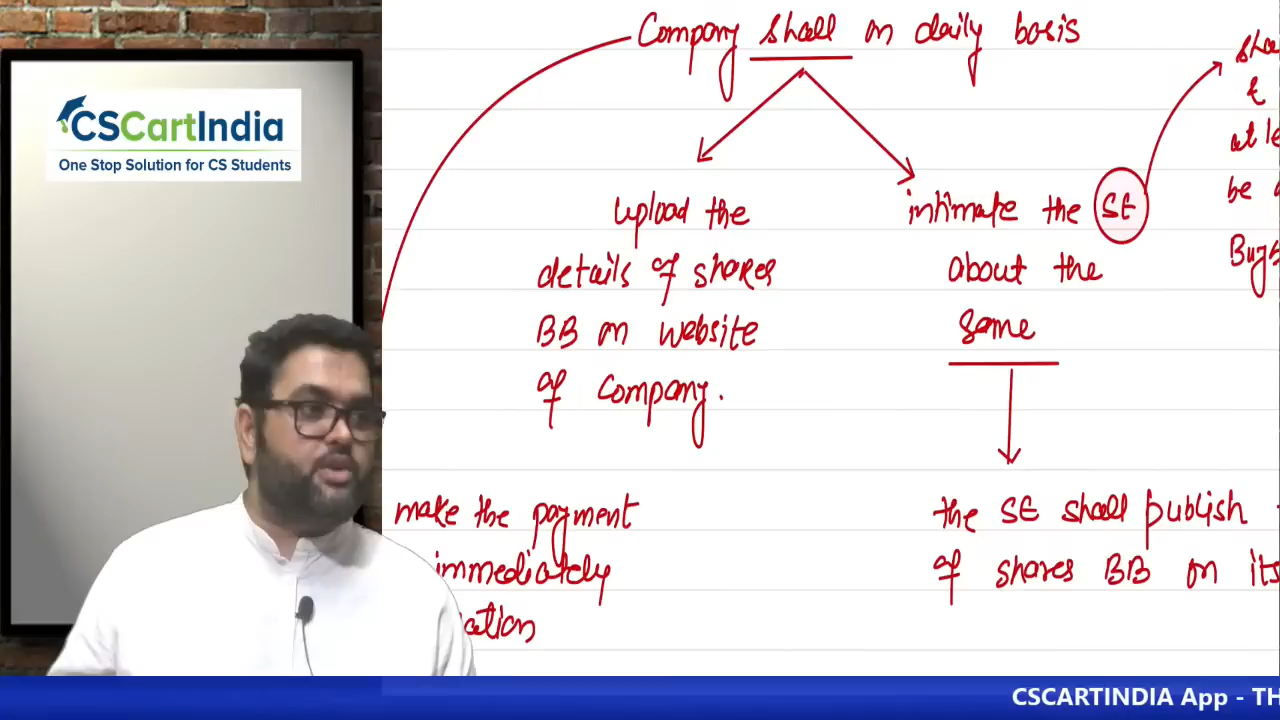 Company shall on daily basis
CSCartIndia
One Stop Solution for CS Students
upload the
details of shares
BB on website
of Company.
intimate the SE
about the
same
at
be
make the payment
immediately
the SE shall publish
of shares BB on its
CSCARTINDIA App - TH